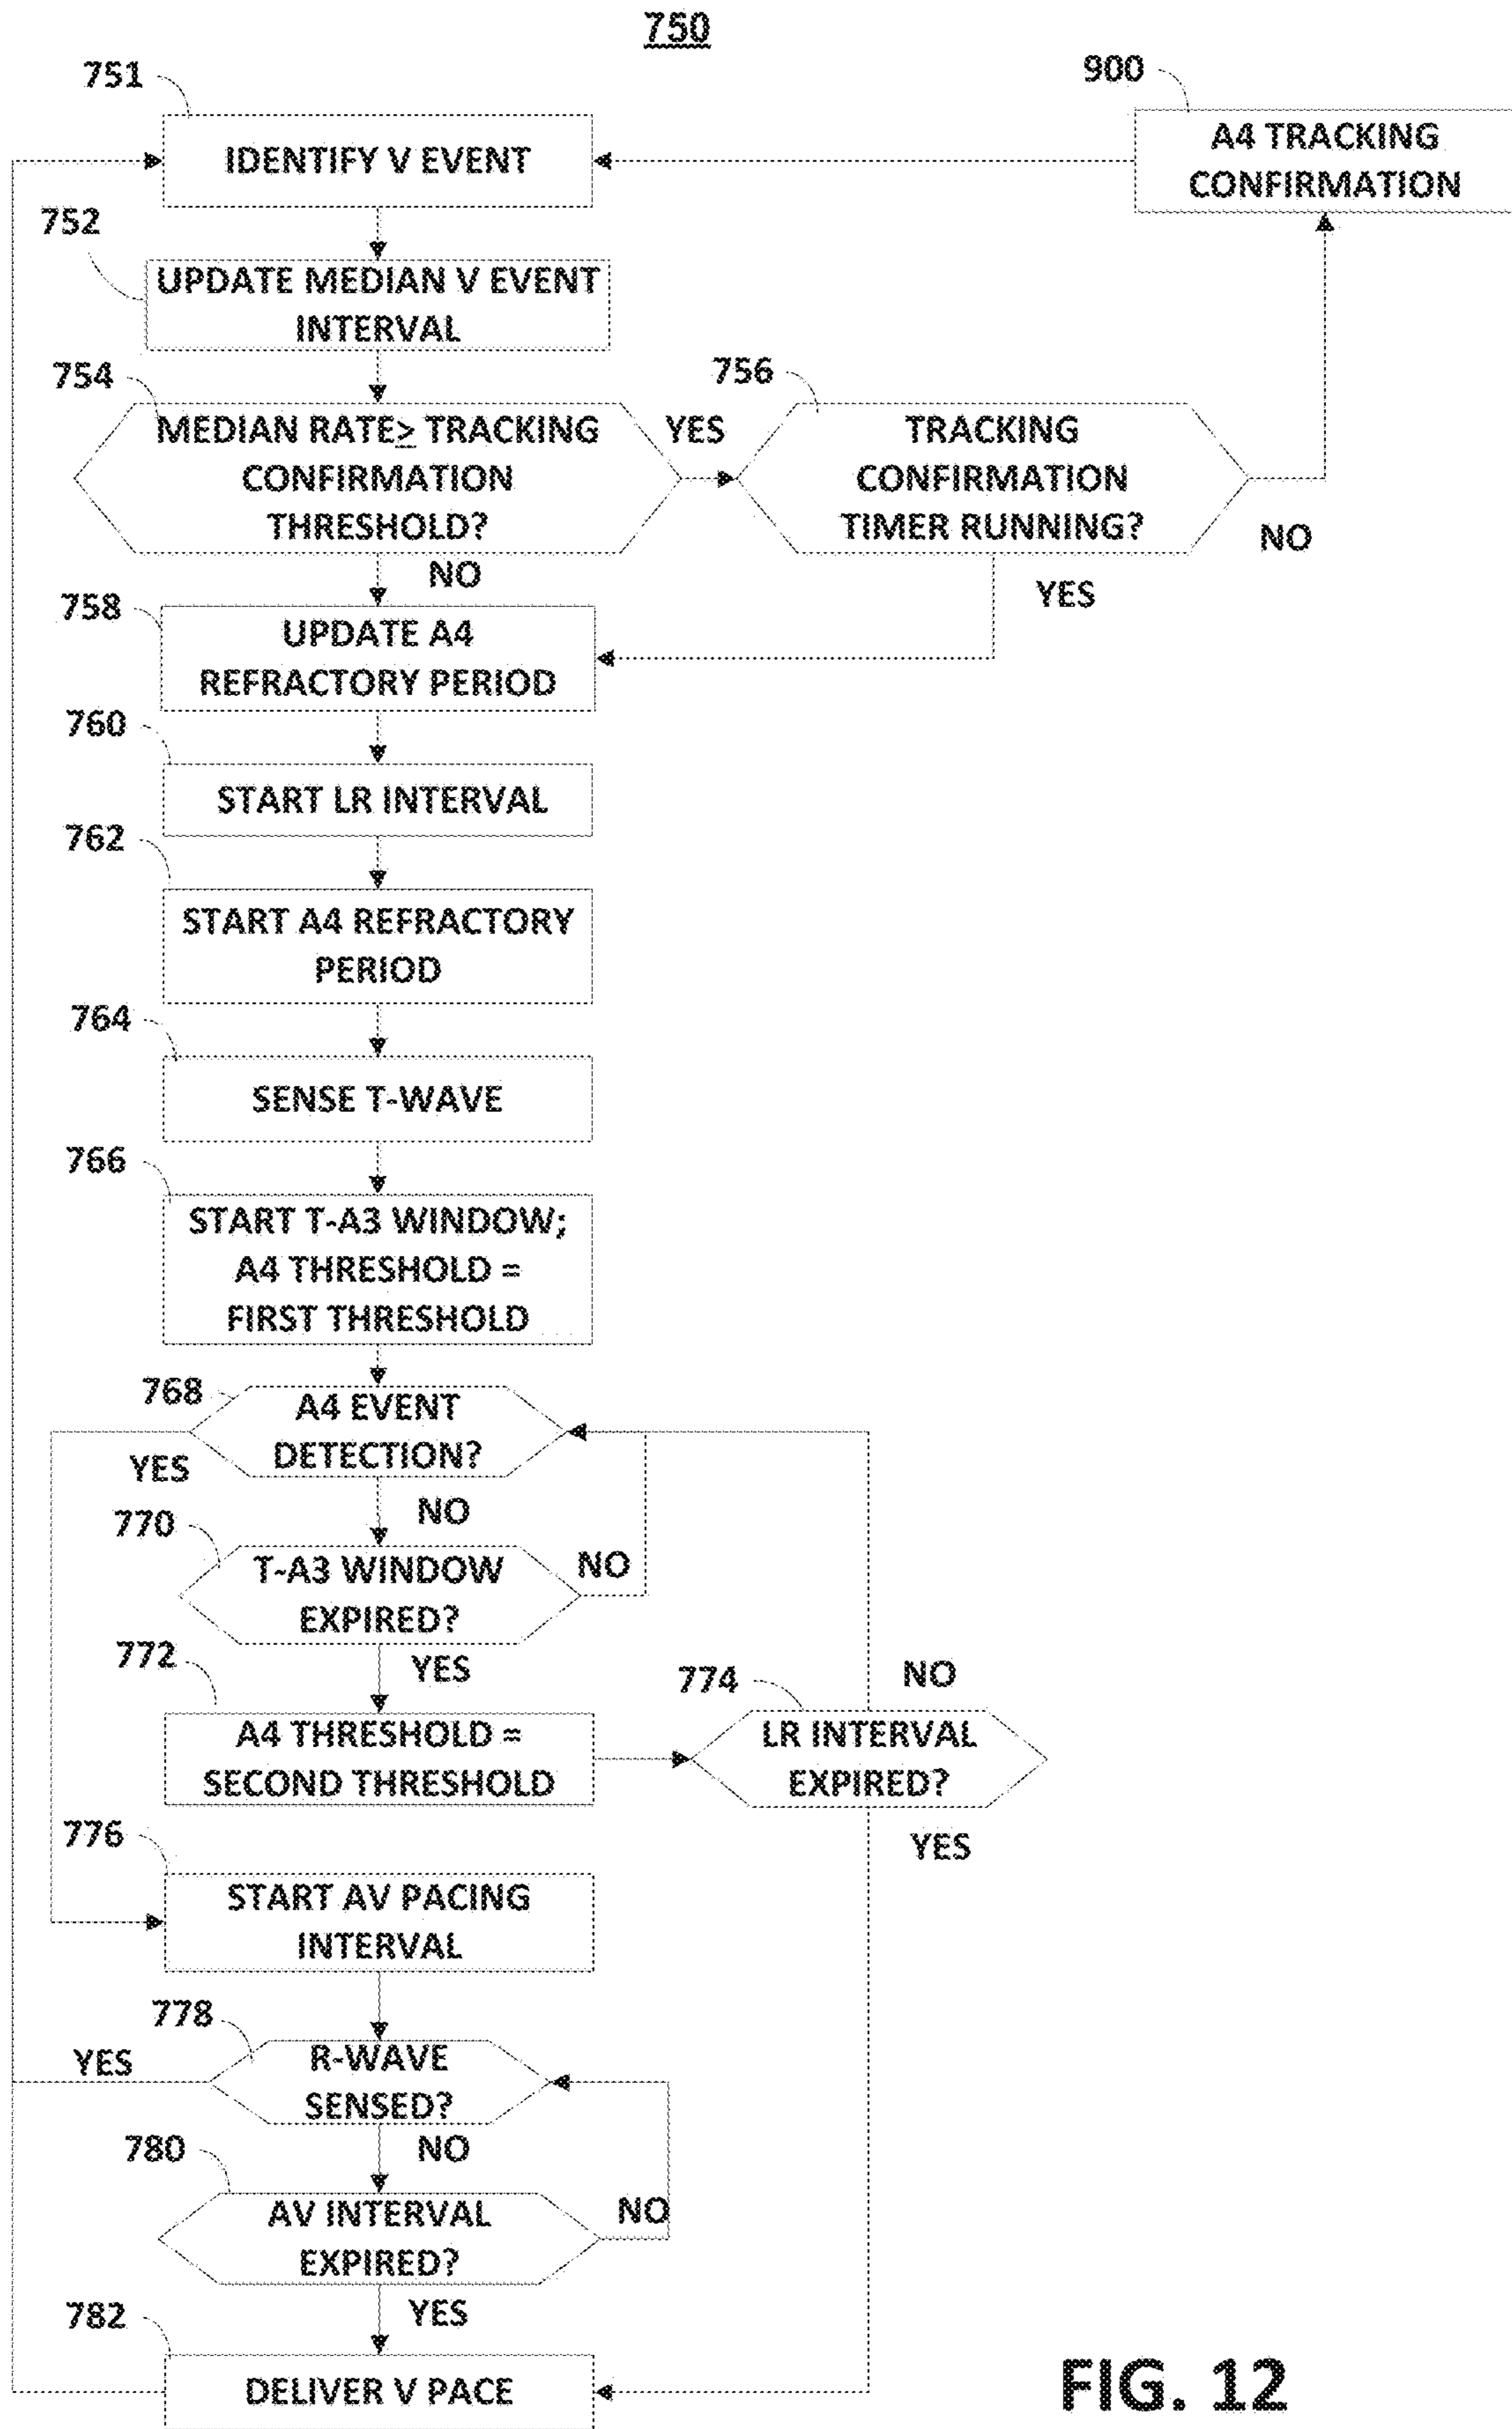 750
751
900
IDENTIFY V EVENT
A4 TRACKING
CONFIRMATION
752
UPDATE MEDIAN V EVENT
INTERVAL
754
756
MEDIAN RATE≥ TRACKING
CONFIRMATION
THRESHOLD?
YES
TRACKING
CONFIRMATION
TIMER RUNNING?
NO
NO
YES
758
UPDATE A4
REFRACTORY PERIOD
760
START LR INTERVAL
762
START A4 REFRACTORY
PERIOD
764
SENSE T-WAVE
766
START T-A3 WINDOW;
A4 THRESHOLD =
FIRST THRESHOLD
768
A4 EVENT
DETECTION?
YES
NO
770
T-A3 WINDOW
EXPIRED?
NO
YES
772
A4 THRESHOLD =
SECOND THRESHOLD
774
NO
LR INTERVAL
EXPIRED?
YES
776
START AV PACING
INTERVAL
778
YES
R-WAVE
SENSED?
NO
780
AV INTERVAL
EXPIRED?
NO
YES
782
DELIVER V PACE
FIG. 12